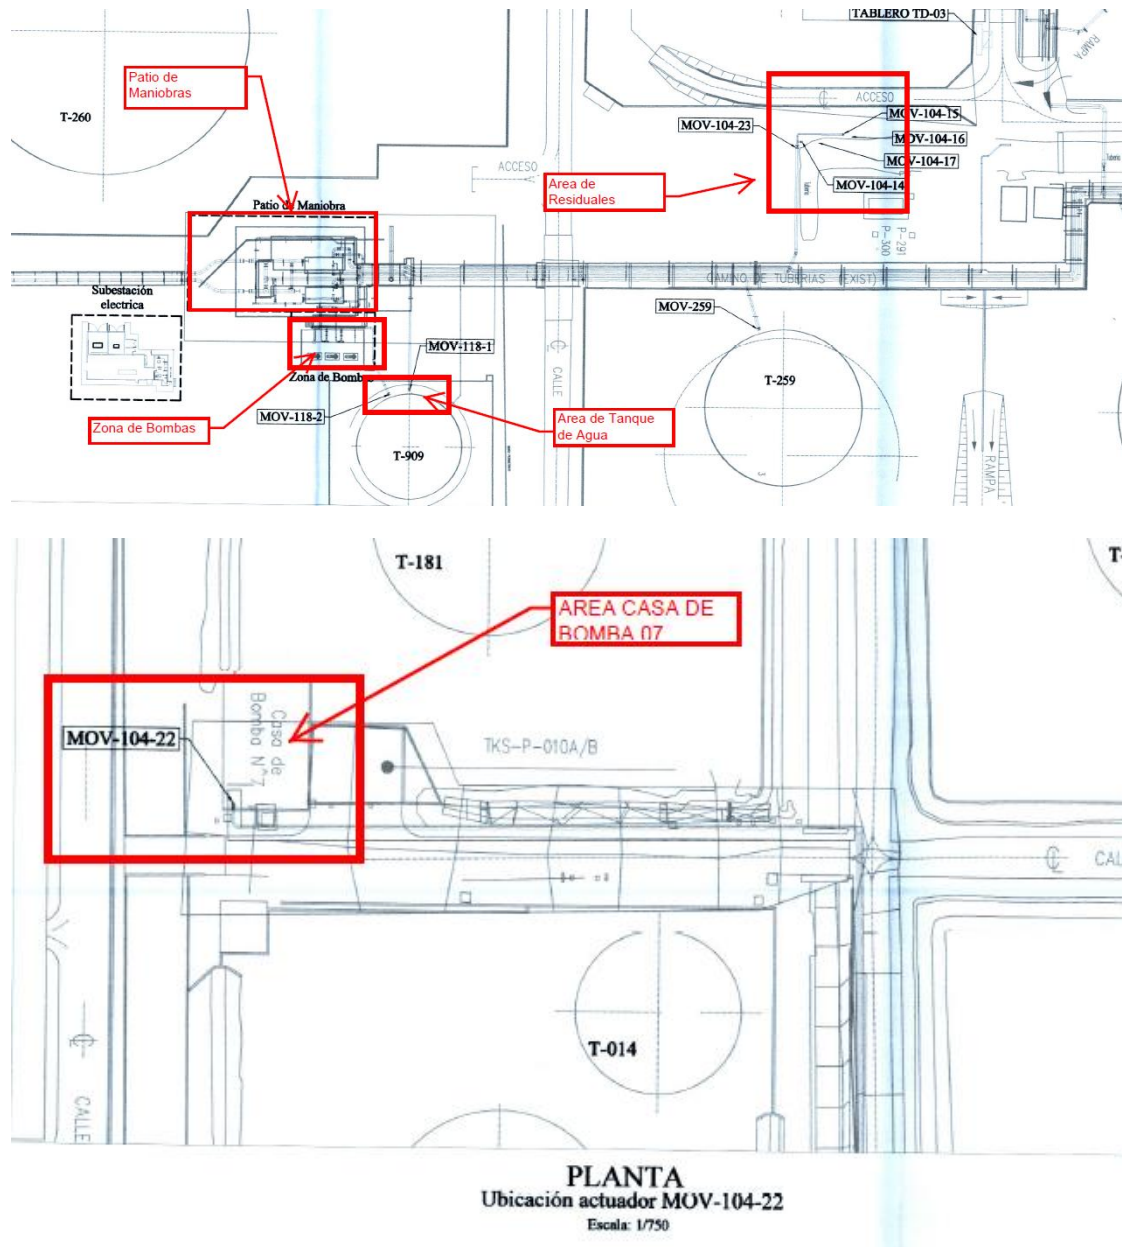 TABLERO TD-03
RAMPA
Patio de
Maniobras
T-260
ACCESO
MOV-104-15
MOV-104-23
MOV-104-16
MOV-104-17
ACCESO
Area de
Residuales
MOV-104-14
Patio de Maniobra
P-300
P-291
CAMINO DE TUBERIAS (EXIST)
Subestación
electrica
MOV-259
MOV-118-1
CALLE
T-259
Zona de Bombas
MOV-118-2
Zona de Bombas
Area de Tanque
de Agua
T-909
RAMPA
T-181
AREA CASA DE
BOMBA 07
MOV-104-22
Casa de
Bomba N°7
TKS-P-010A/B
CAL
T-014
CALLE
PLANTA
Ubicación actuador MOV-104-22
Escala: 1/750